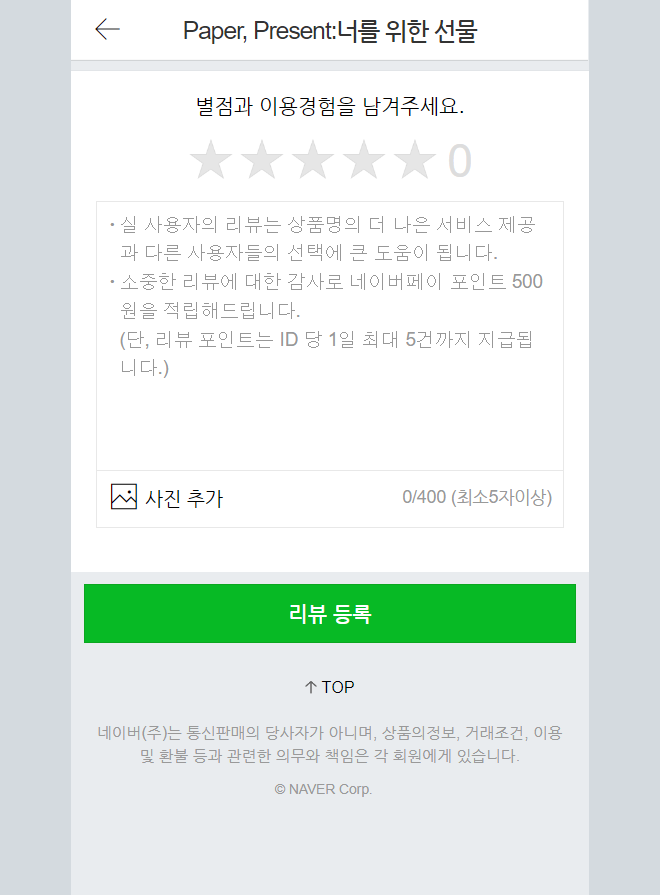 Paper, Present:너를 위한 선물
별점과 이용경험을 남겨주세요.
0
· 실 사용자의 리뷰는 상품명의 더 나은 서비스 제공
과 다른 사용자들의 선택에 큰 도움이 됩니다.
· 소중한 리뷰에 대한 감사로 네이버페이 포인트 500
원을 적립해드립니다.
(단, 리뷰 포인트는 ID 당 1일 최대 5건까지 지급됩
니다.)
사진 추가 0/400 (최소5자이상)
리뷰 등록
↑ TOP
네이버(주)는 통신판매의 당사자가 아니며, 상품의정보, 거래조건, 이용
및 환불 등과 관련한 의무와 책임은 각 회원에게 있습니다.
© NAVER Corp.